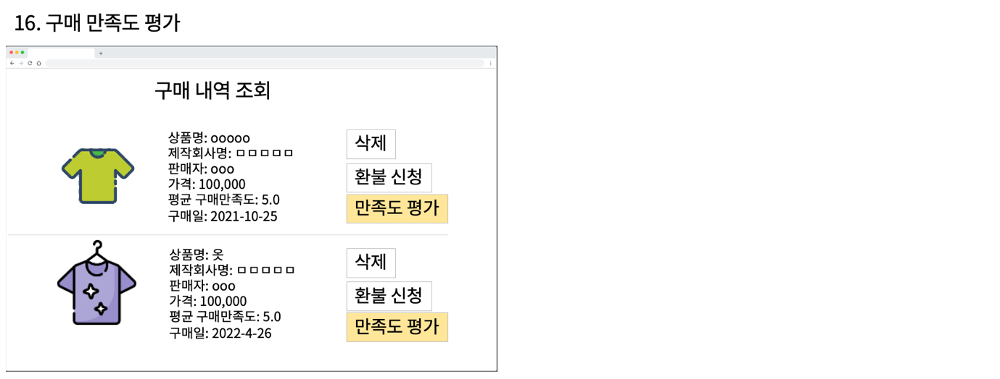 16. 구매 만족도 평가
구매 내역 조회
상품명: ooooo
제작회사명: ㅁㅁㅁㅁㅁ
판매자: ooo
가격: 100,000
평균 구매만족도: 5.0
구매일: 2021-10-25
삭제
환불 신청
만족도 평가
상품명: 옷
제작회사명: ㅁㅁㅁㅁㅁ
판매자: ooo
가격: 100,000
평균 구매만족도: 5.0
구매일: 2022-4-26
삭제
환불 신청
만족도 평가